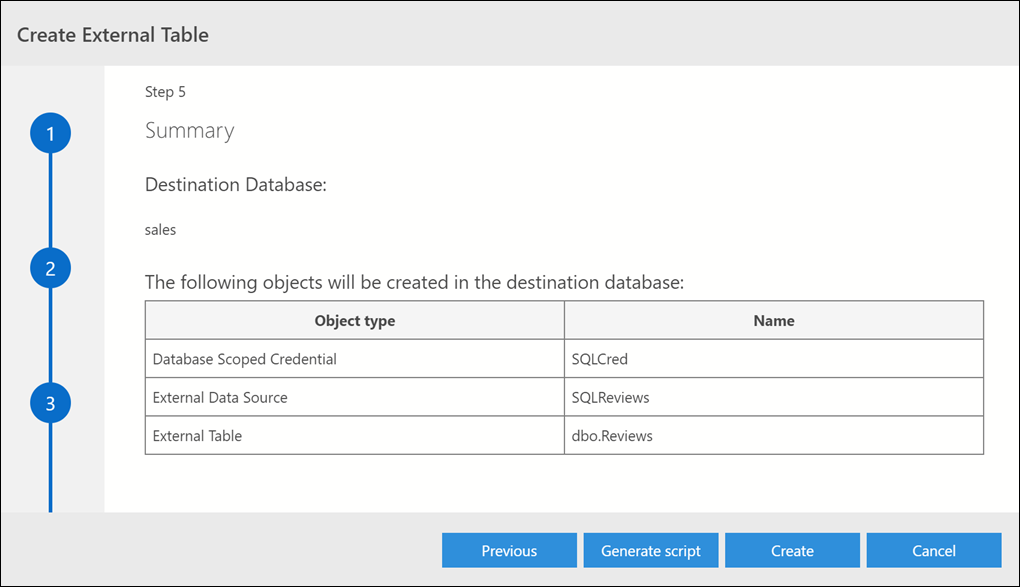 Create External Table
1
2
3
Step 5
Summary
Destination Database:
sales
The following objects will be created in the destination database:
Object type Name
Database Scoped Credential SQLCred
External Data Source SQLReviews
External Table dbo.Reviews
Previous Generate script Create Cancel